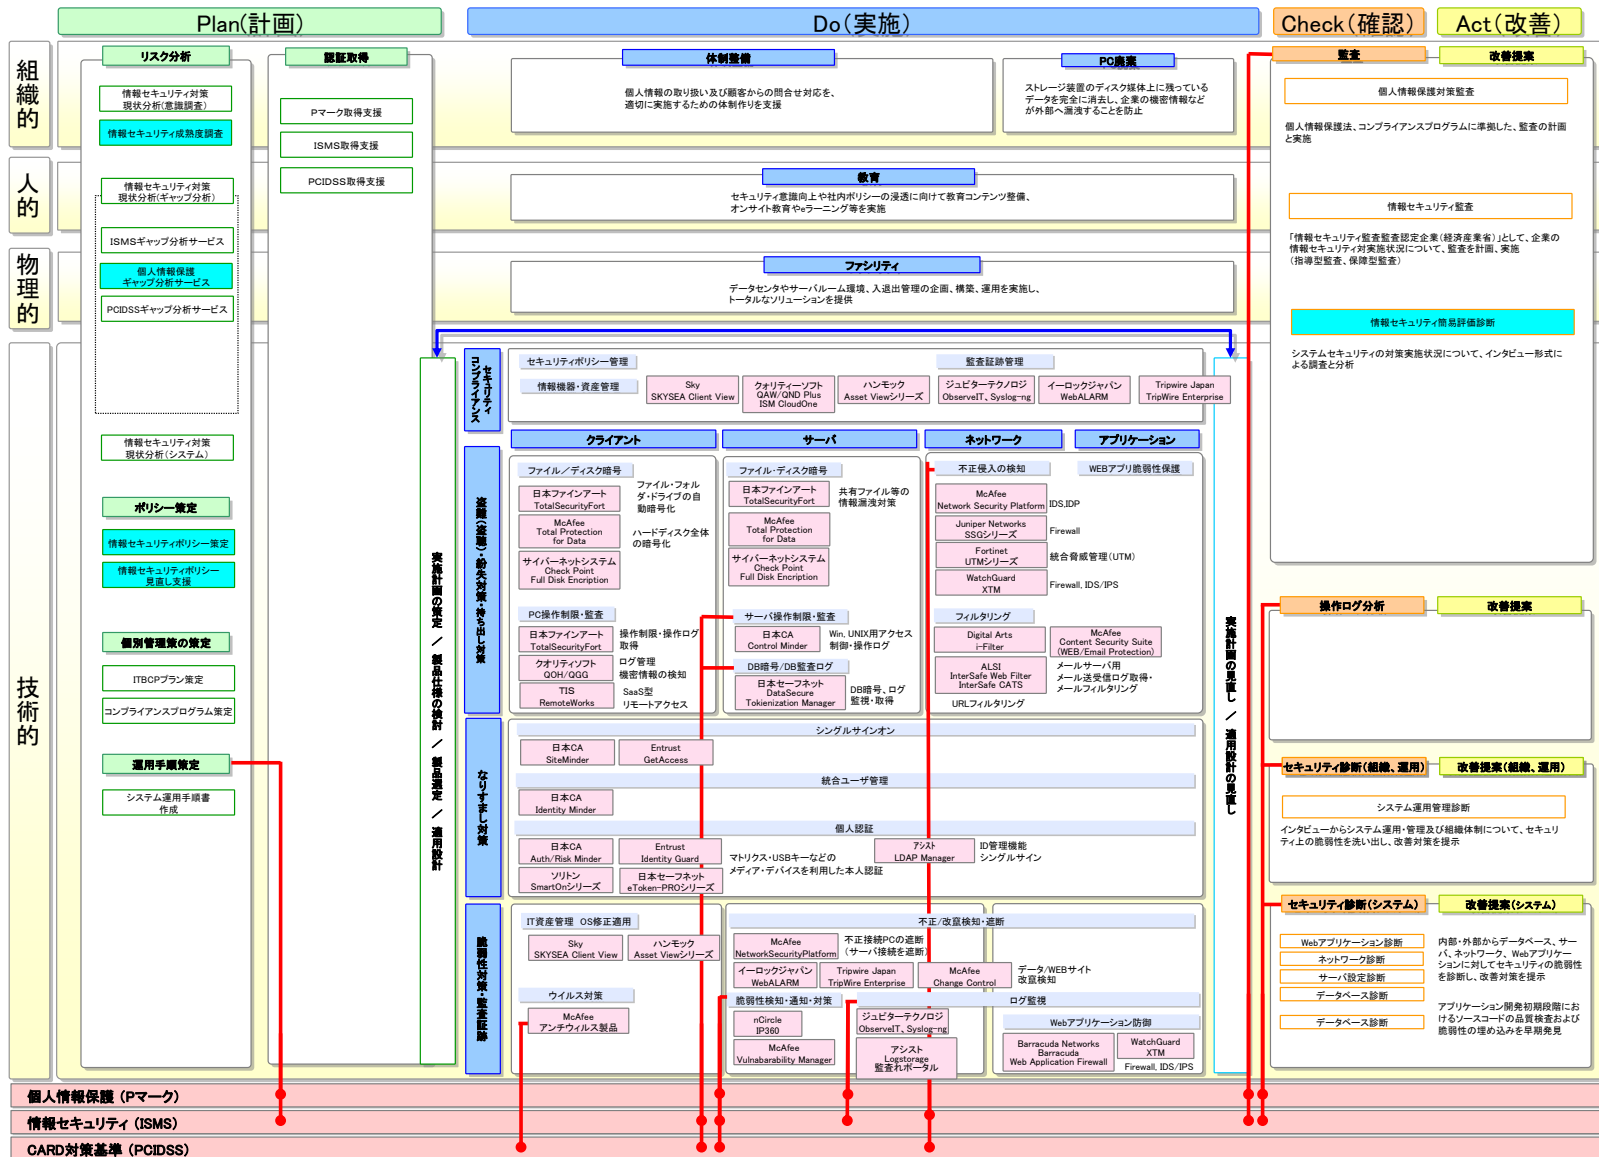 Plan(計画)
Do(実施)
Check(確認)
Act(改善)
組織的
人的
物理的
技術的
リスク分析
情報セキュリティ対策
現状分析(意識調査)
情報セキュリティ成熟度調査
情報セキュリティ対策
現状分析(ギャップ分析)
ISMSギャップ分析サービス
個人情報保護
ギャップ分析サービス
PCIDSSギャップ分析サービス
情報セキュリティ対策
現状分析(システム)
ポリシー策定
情報セキュリティポリシー策定
情報セキュリティポリシー
見直し支援
個別管理策の策定
ITBCPプラン策定
コンプライアンスプログラム策定
運用手順策定
システム運用手順書
作成
認証取得
Pマーク取得支援
ISMS取得支援
PCIDSS取得支援
実施計画の策定 / 製品仕様の検討 / 製品選定 / 適用設計
体制整備
個人情報の取り扱い及び顧客からの問合せ対応を、
適切に実施するための体制作りを支援
PC廃棄
ストレージ装置のディスク媒体上に残っている
データを完全に消去し、企業の機密情報など
が外部へ漏洩することを防止
教育
セキュリティ意識向上や社内ポリシーの浸透に向けて教育コンテンツ整備、
オンサイト教育やeラーニング等を実施
ファシリティ
データセンタやサーバルーム環境、入退出管理の企画、構築、運用を実施し、
トータルなソリューションを提供
セキュリティ
コンプライアンス
セキュリティポリシー管理
監査証跡管理
情報機器・資産管理
Sky
SKYSEA Client View
クォリティーソフト
QAW/QND Plus
ISM CloudOne
ハンモック
Asset Viewシリーズ
ジュピターテクノロジ
ObserveIT、Syslog-ng
イーロックジャパン
WebALARM
Tripwire Japan
TripWire Enterprise
クライアント
サーバ
ネットワーク
アプリケーション
盗難(盗聴)・紛失対策・持ち出し対策
ファイル／ディスク暗号
日本ファインアート
TotalSecurityFort
ファイル・フォル
ダ・ドライブの自
動暗号化
McAfee
Total Protection
for Data
ハードディスク全体
の暗号化
サイバーネットシステム
Check Point
Full Disk Encription
PC操作制限・監査
日本ファインアート
TotalSecurityFort
操作制限・操作ログ
取得
クオリティソフト
QOH/QGG
ログ管理
機密情報の検知
TIS
RemoteWorks
SaaS型
リモートアクセス
ファイル・ディスク暗号
日本ファインアート
TotalSecurityFort
共有ファイル等の
情報漏洩対策
McAfee
Total Protection
for Data
サイバーネットシステム
Check Point
Full Disk Encription
サーバ操作制限・監査
日本CA
Control Minder
Win, UNIX用アクセス
制御・操作ログ
DB暗号/DB監査ログ
日本セーフネット
DataSecure
Tokienization Manager
DB暗号、ログ
監視・取得
不正侵入の検知
McAfee
Network Security Platform
IDS,IDP
Juniper Networks
SSGシリーズ
Firewall
Fortinet
UTMシリーズ
統合脅威管理(UTM)
WatchGuard
XTM
Firewall, IDS/IPS
WEBアプリ脆弱性保護
フィルタリング
Digital Arts
i-Filter
McAfee
Content Security Suite
(WEB/Email Protection)
ALSI
InterSafe Web Filter
InterSafe CATS
メールサーバ用
メール送受信ログ取得・
メールフィルタリング
URLフィルタリング
なりすまし対策
シングルサインオン
日本CA
SiteMinder
Entrust
GetAccess
統合ユーザ管理
日本CA
Identity Minder
個人認証
日本CA
Auth/Risk Minder
Entrust
Identity Guard
ソリトン
SmartOnシリーズ
日本セーフネット
eToken-PROシリーズ
マトリクス・USBキーなどの
メディア・デバイスを利用した本人認証
アシスト
LDAP Manager
ID管理機能
シングルサイン
脆弱性対策・監査証跡
IT資産管理 OS修正適用
Sky
SKYSEA Client View
ハンモック
Asset Viewシリーズ
ウイルス対策
McAfee
アンチウィルス製品
不正/改竄検知・遮断
McAfee
NetworkSecurityPlatform
不正接続PCの遮断
(サーバ接続を遮断)
イーロックジャパン
WebALARM
Tripwire Japan
TripWire Enterprise
McAfee
Change Control
データ/WEBサイト
改竄検知
脆弱性検知・通知・対策
nCircle
IP360
McAfee
Vulnabarability Manager
ログ監視
ジュピターテクノロジ
ObserveIT、Syslog-ng
アシスト
Logstorage
監査れポータル
Webアプリケーション防御
Barracuda Networks
Barracuda
Web Application Firewall
WatchGuard
XTM
Firewall, IDS/IPS
実施計画の見直し / 適用設計の見直し
監査
改善提案
個人情報保護対策監査
個人情報保護法、コンプライアンスプログラムに準拠した、監査の計画
と実施
情報セキュリティ監査
「情報セキュリティ監査監査認定企業(経済産業省)」として、企業の
情報セキュリティ対実施状況について、監査を計画、実施
(指導型監査、保障型監査)
情報セキュリティ簡易評価診断
システムセキュリティの対策実施状況について、インタビュー形式に
よる調査と分析
操作ログ分析
改善提案
セキュリティ診断(組織、運用)
改善提案(組織、運用)
システム運用管理診断
インタビューからシステム運用・管理及び組織体制について、セキュリ
ティ上の脆弱性を洗い出し、改善対策を提示
セキュリティ診断(システム)
改善提案(システム)
Webアプリケーション診断
ネットワーク診断
サーバ設定診断
データベース診断
データベース診断
内部・外部からデータベース、サー
バ、ネットワーク、Webアプリケー
ションに対してセキュリティの脆弱性
を診断し、改善対策を提示
アプリケーション開発初期段階にお
けるソースコードの品質検査および
脆弱性の埋め込みを早期発見
個人情報保護 (Pマーク)
情報セキュリティ (ISMS)
CARD対策基準 (PCIDSS)